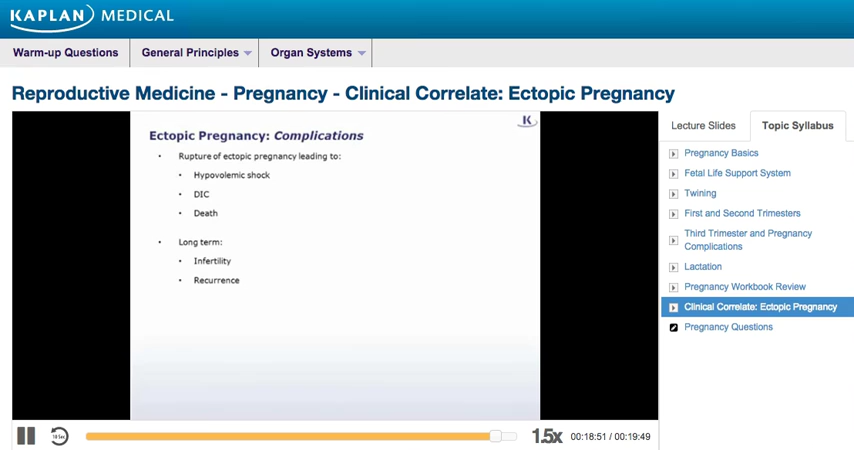 KAPLAN MEDICAL
Warm-up Questions General Principles Organ Systems
Reproductive Medicine - Pregnancy - Clinical Correlate: Ectopic Pregnancy
K
Ectopic Pregnancy: Complications
• Rupture of ectopic pregnancy leading to:
• Hypovolemic shock
• DIC
• Death
• Long term:
• Infertility
• Recurrence
10 Sec
1.5x
00:18:51 / 00:19:49
Lecture Slides Topic Syllabus
Pregnancy Basics
Fetal Life Support System
Twining
First and Second Trimesters
Third Trimester and Pregnancy
Complications
Lactation
Pregnancy Workbook Review
Clinical Correlate: Ectopic Pregnancy
Pregnancy Questions